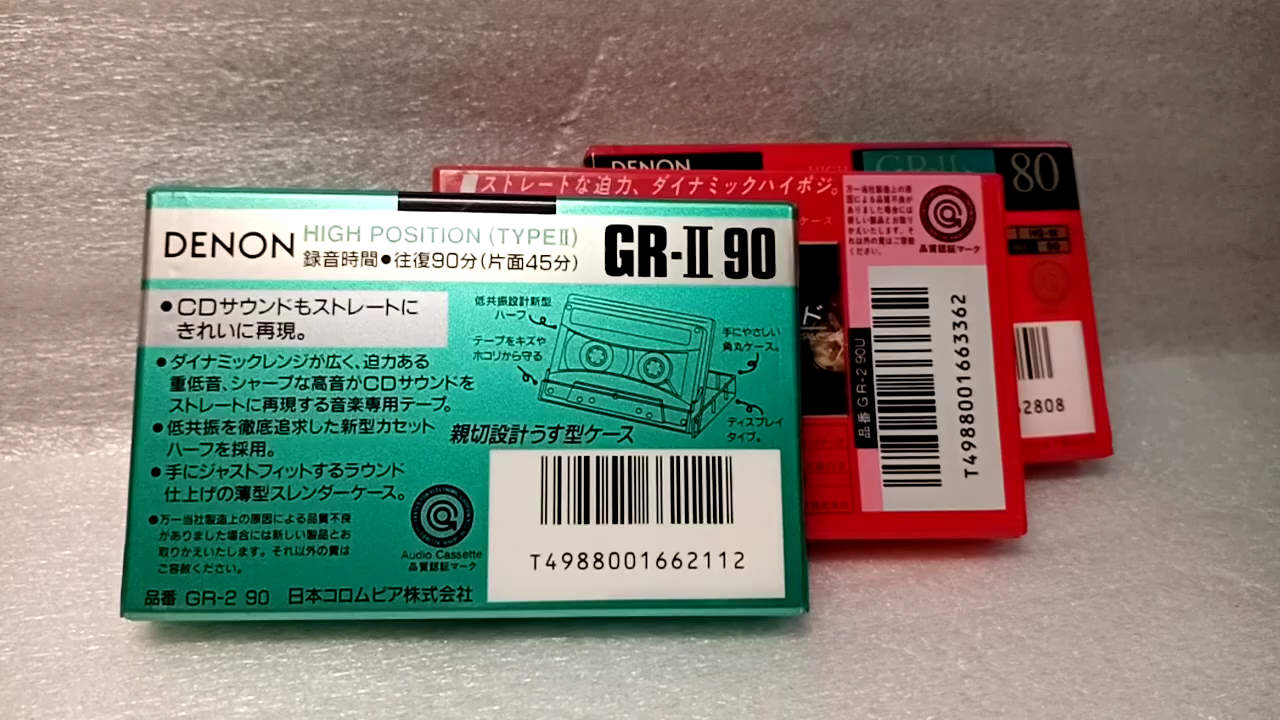 DENON
HIGH POSITION (TYPEⅡ)
録音時間●往復90分(片面45分)
GR-Ⅱ 90
●CDサウンドもストレートに
きれいに再現。
●ダイナミックレンジが広く、迫力ある
重低音、シャープな高音がCDサウンドを
ストレートに再現する音楽専用テープ。
●低共振を徹底追求した新型カセット
ハーフを採用。
●手にジャストフィットするラウンド
仕上げの薄型スレンダーケース。
●万一当社製造上の原因による品質不良
がありました場合には新しい製品とお
取りかえいたします。それ以外の責は
ご容赦ください。
品番 GR-2 90 日本コロムビア株式会社
低共振設計新型
ハーフ
テープをキズや
ホコリから守る
手にやさしい
角丸ケース。
ディスプレイ
タイプ。
親切設計うす型ケース
Audio Cassette
品質認証マーク
T4988001662112
ストレートな迫力、ダイナミックハイポジ。
ケース
万一当社製造上の原
因による品質不良が
ありました場合には
新しい製品とお取り
かえいたします。そ
れ以外の責はご容赦
ください。
品質認証マーク
品番 GR-2 90U
T4988001663362
DENON
HIGH
GR-Ⅱ
80
2808